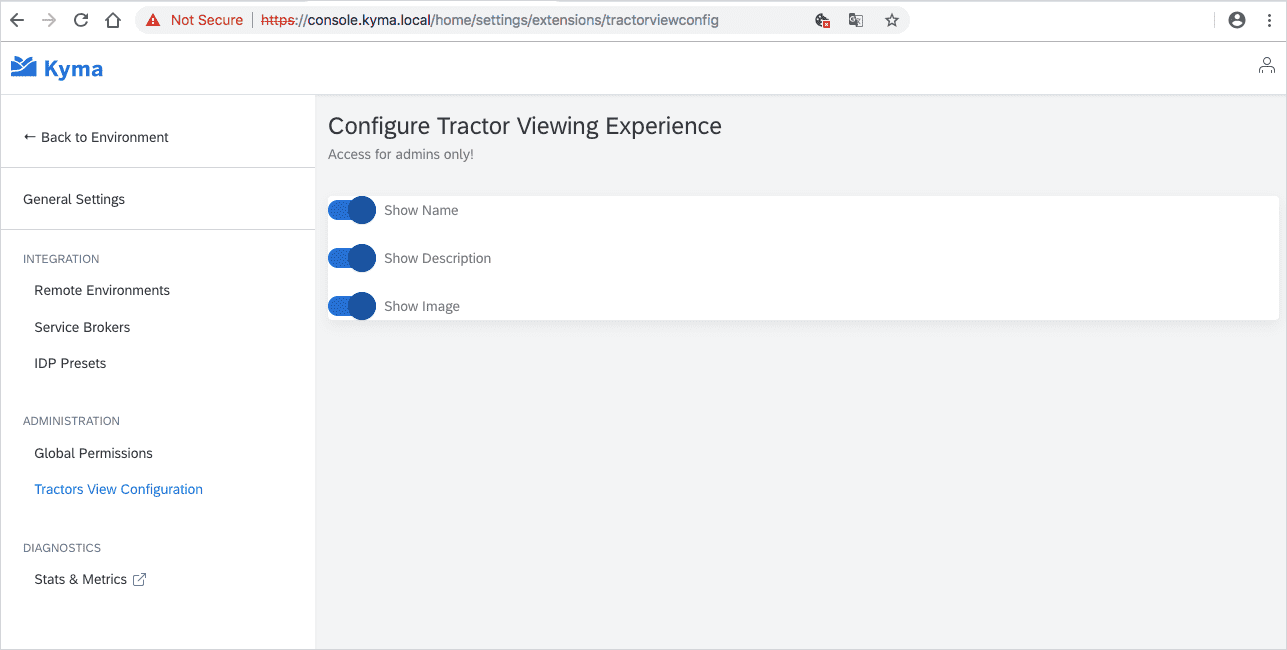 Not Secure | https://console.kyma.local/home/settings/extensions/tractorviewconfig
Kyma
← Back to Environment
General Settings
INTEGRATION
Remote Environments
Service Brokers
IDP Presets
ADMINISTRATION
Global Permissions
Tractors View Configuration
DIAGNOSTICS
Stats & Metrics
Configure Tractor Viewing Experience
Access for admins only!
Show Name
Show Description
Show Image